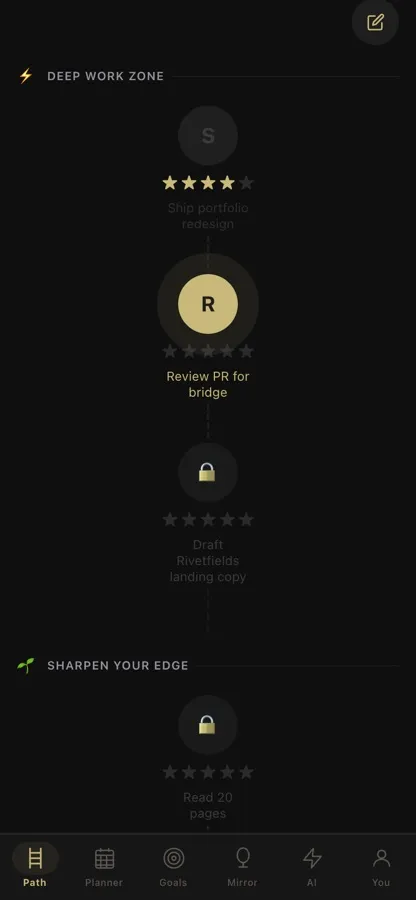 DEEP WORK ZONE
S
Ship portfolio
redesign
R
Review PR for
bridge
Draft
Rivetfields
landing copy
SHARPEN YOUR EDGE
Read 20
pages
Path Planner Goals Mirror AI You